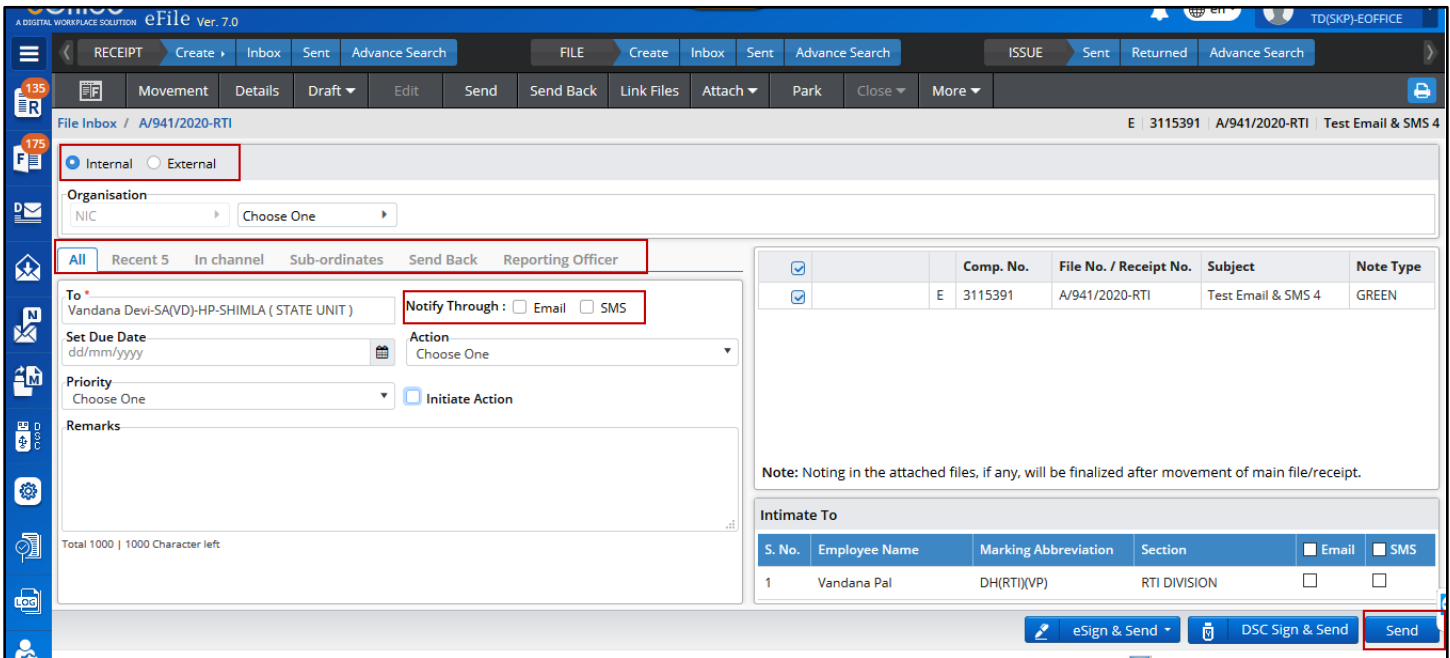 A DIGITAL WORKPLACE SOLUTION eFile Ver. 7.0
en
TD(SKP)-EOFFICE
RECEIPT Create Inbox Sent Advance Search FILE Create Inbox Sent Advance Search ISSUE Sent Returned Advance Search
135
R
F Movement Details Draft Edit Send Send Back Link Files Attach Park Close More
File Inbox / A/941/2020-RTI E 3115391 A/941/2020-RTI Test Email & SMS 4
175
F
Internal External
Organisation
NIC Choose One
D
All Recent 5 In channel Sub-ordinates Send Back Reporting Officer
Comp. No. File No. / Receipt No. Subject Note Type
E 3115391 A/941/2020-RTI Test Email & SMS 4 GREEN
To *
Vandana Devi-SA(VD)-HP-SHIMLA ( STATE UNIT )
Notify Through : Email SMS
N
Set Due Date
dd/mm/yyyy
Action
Choose One
M
Priority
Choose One
Initiate Action
DSC
Remarks
Note: Noting in the attached files, if any, will be finalized after movement of main file/receipt.
Total 1000 | 1000 Character left
Intimate To
S. No. Employee Name Marking Abbreviation Section Email SMS
1 Vandana Pal DH(RTI)(VP) RTI DIVISION
LOG
eSign & Send DSC Sign & Send Send